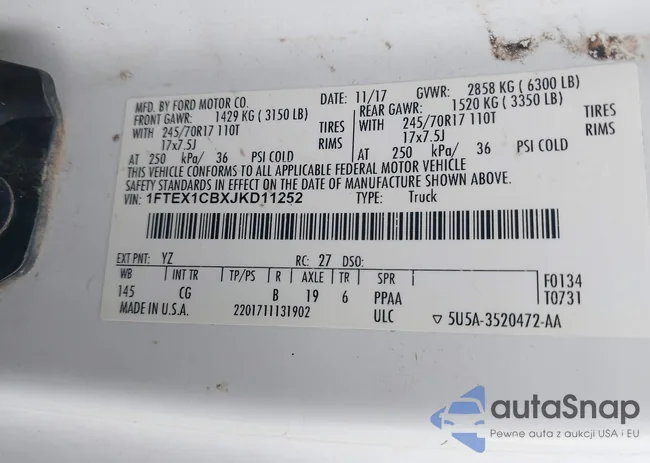 MFD. BY FORD MOTOR CO. DATE: 11/17 GVWR: 2858 KG ( 6300 LB)
FRONT GAWR: 1429 KG ( 3150 LB) REAR GAWR: 1520 KG ( 3350 LB)
WITH 245/70R17 110T TIRES WITH 245/70R17 110T TIRES
17x7.5J RIMS 17x7.5J RIMS
AT 250 kPa/ 36 PSI COLD AT 250 kPa/ 36 PSI COLD
THIS VEHICLE CONFORMS TO ALL APPLICABLE FEDERAL MOTOR VEHICLE
SAFETY STANDARDS IN EFFECT ON THE DATE OF MANUFACTURE SHOWN ABOVE.
VIN: 1FTEX1CBXJKD11252 TYPE: Truck
EXT PNT: YZ RC: 27 DSO:
WB INT TR TP/PS R AXLE TR SPR F0134
145 CG B 19 6 PPAA T0731
MADE IN U.S.A. 2201711131902 ULC ▽ 5U5A-3520472-AA
autaSnap
Pewne auta z aukcji USA i EU